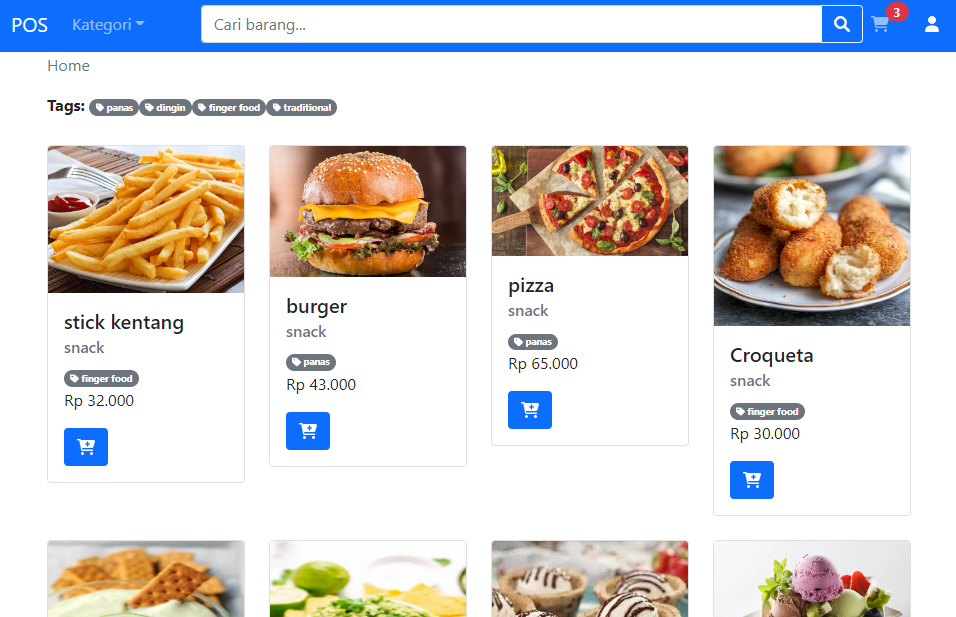 POS Kategori Cari barang... 3
Home
Tags: panas dingin finger food traditional
stick kentang
snack
finger food
Rp 32.000
burger
snack
panas
Rp 43.000
pizza
snack
panas
Rp 65.000
Croqueta
snack
finger food
Rp 30.000